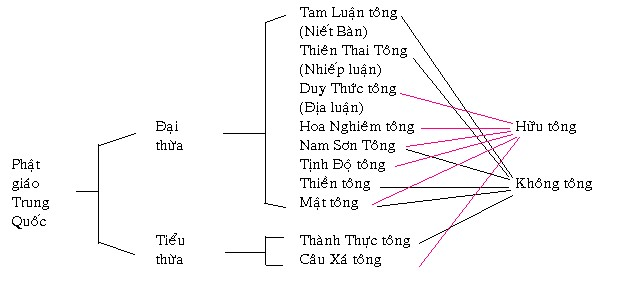 Phật
giáo
Trung
Quốc
Đại
thừa
Tiểu
thừa
Tam Luận tông
(Niết Bàn)
Thiên Thai Tông
(Nhiếp luận)
Duy Thức tông
(Địa luận)
Hoa Nghiêm tông
Nam Sơn Tông
Tịnh Độ tông
Thiền tông
Mật tông
Thành Thực tông
Câu Xá tông
Hữu tông
Không tông